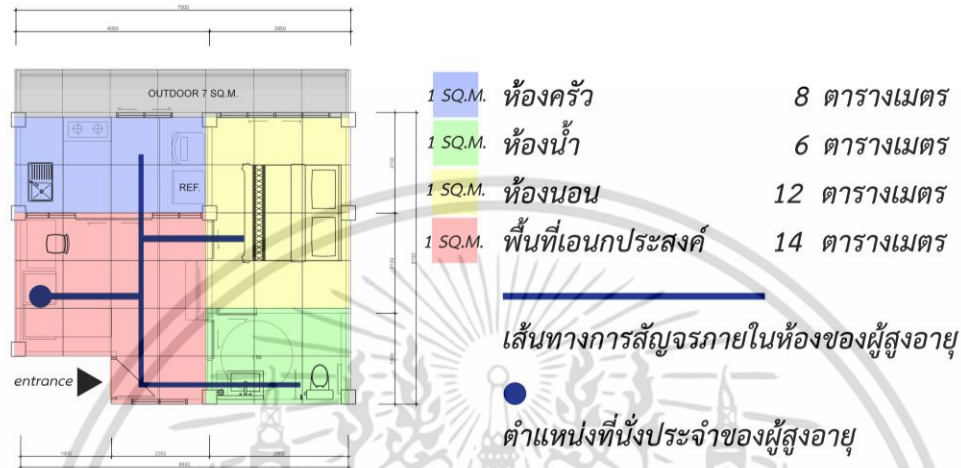 7000
4050 2950
OUTDOOR 7 SQ.M.
REF.
entrance
1 SQ.M. ห้องครัว 8 ตารางเมตร
1 SQ.M. ห้องน้ำ 6 ตารางเมตร
1 SQ.M. ห้องนอน 12 ตารางเมตร
1 SQ.M. พื้นที่เอนกประสงค์ 14 ตารางเมตร
เส้นทางการสัญจรภายในห้องของผู้สูงอายุ
ตำแหน่งที่นั่งประจำของผู้สูงอายุ